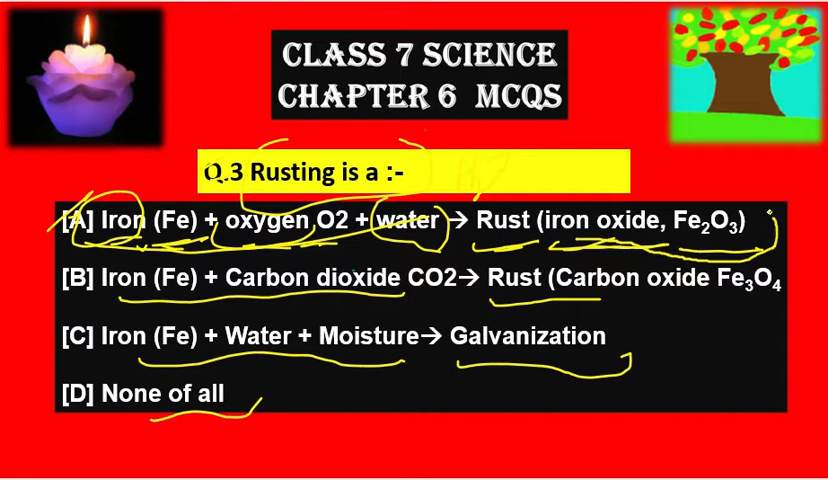 CLASS 7 SCIENCE
CHAPTER 6 MCQS
Q.3 Rusting is a :-
[A] Iron (Fe) + oxygen O2 + water → Rust (iron oxide, Fe₂O₃)
[B] Iron (Fe) + Carbon dioxide CO2→ Rust (Carbon oxide Fe₃O₄
[C] Iron (Fe) + Water + Moisture→ Galvanization
[D] None of all